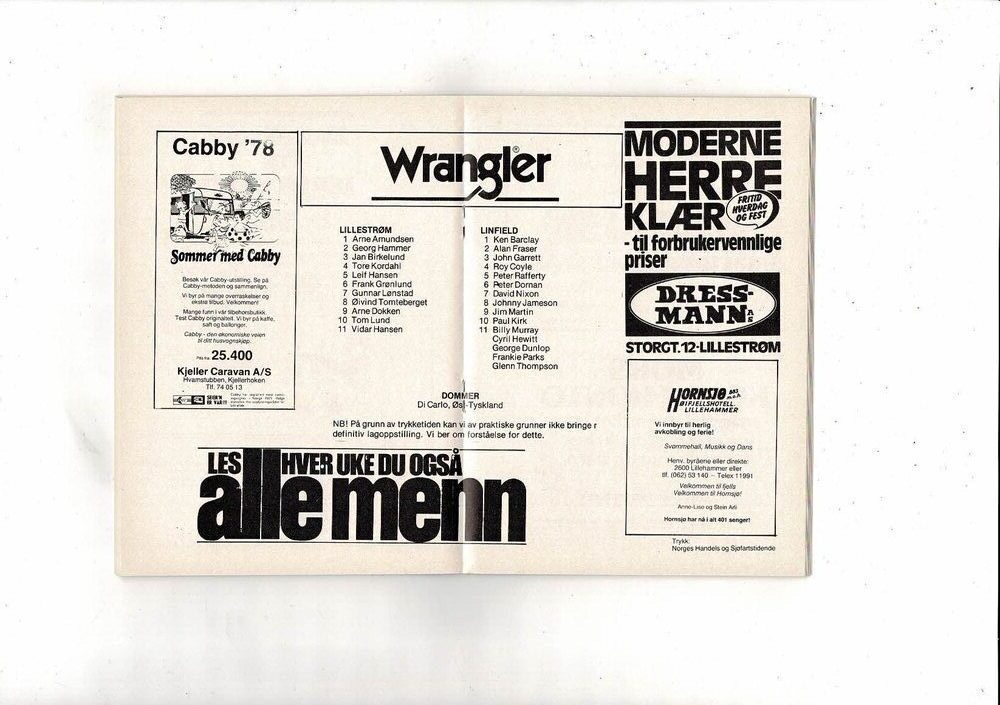 Cabby '78
Sommer med Cabby
Besøk vår Cabby-utstilling. Se på
Cabby-metoden og sammenlign.
Vi byr på mange overraskelser og
ekstra tilbud. Velkommen!
Mange funn i vår tilbehørsbutikk.
Test Cabby originaltelt. Vi byr på kaffe,
saft og ballonger.
Cabby - den økonomiske veien
til ditt husvognskjøp.
Pris fra 25.400
Kjeller Caravan A/S
Hvamstubben, Kjellerholen
Tlf. 74 05 13
Wrangler
LILLESTRØM
1 Arne Amundsen
2 Georg Hammer
3 Jan Birkelund
4 Tore Kordahl
5 Leif Hansen
6 Frank Grønlund
7 Gunnar Lønstad
8 Øivind Tomteberget
9 Arne Dokken
10 Tom Lund
11 Vidar Hansen
LINFIELD
1 Ken Barclay
2 Alan Fraser
3 John Garrett
4 Roy Coyle
5 Peter Rafferty
6 Peter Dornan
7 David Nixon
8 Johnny Jameson
9 Jim Martin
10 Paul Kirk
11 Billy Murray
Cyril Hewitt
George Dunlop
Frankie Parks
Glenn Thompson
DOMMER
Di Carlo, Øst-Tyskland
NB! På grunn av trykketiden kan vi av praktiske grunner ikke bringe
definitiv lagoppstilling. Vi ber om forståelse for dette.
LES HVER UKE DU OGSÅ
alle menn
MODERNE
HERRE
KLÆR
FRITID
HVERDAG
OG FEST
- til forbrukervennlige
priser
DRESS-
MANN A/S
STORGT. 12-LILLESTRØM
HORNSJØ
HØIFJELLSHOTELL
LILLEHAMMER
Vi innbyr til herlig
avkobling og ferie!
Svømmehall, Musikk og Dans
Henv. byråene eller direkte:
2600 Lillehammer eller
tlf. (062) 53 140 - Telex 11991
Velkommen til fjells
Velkommen til Hornsjø!
Anne-Lise og Stein Arli
Hornsjø har nå i alt 401 senger!
Trykk:
Norges Handels og Sjøfartstidende